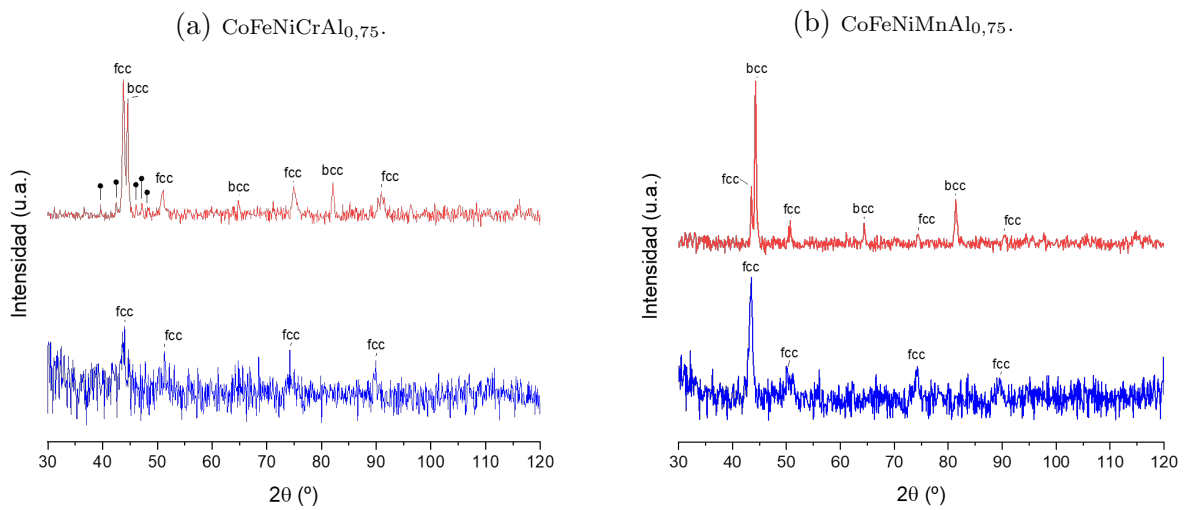 (a) CoFeNiCrAl0,75.
fcc
bcc
fcc
bcc
fcc
bcc
fcc
fcc
fcc
fcc
fcc
Intensidad (u.a.)
30 40 50 60 70 80 90 100 110 120
2θ (º)
(b) CoFeNiMnAl0,75.
bcc
fcc
fcc
bcc
fcc
bcc
fcc
fcc
fcc
fcc
fcc
Intensidad (u.a.)
30 40 50 60 70 80 90 100 110 120
2θ (º)